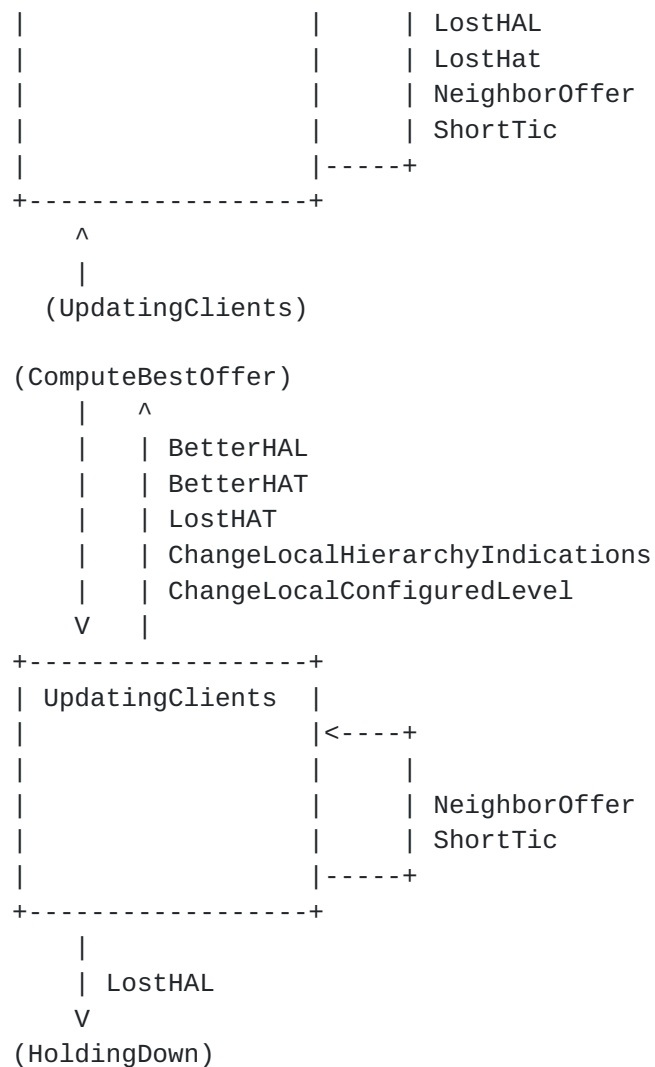 |                  |     | LostHAL
|                  |     | LostHat
|                  |     | NeighborOffer
|                  |     | ShortTic
|                  |-----+
+------------------+
    ^
    |
  (UpdatingClients)

(ComputeBestOffer)
    |   ^
    |   | BetterHAL
    |   | BetterHAT
    |   | LostHAT
    |   | ChangeLocalHierarchyIndications
    |   | ChangeLocalConfiguredLevel
    V   |
+------------------+
| UpdatingClients  |
|                  |<----+
|                  |     |
|                  |     | NeighborOffer
|                  |     | ShortTic
|                  |-----+
+------------------+
    |
    | LostHAL
    V
(HoldingDown)